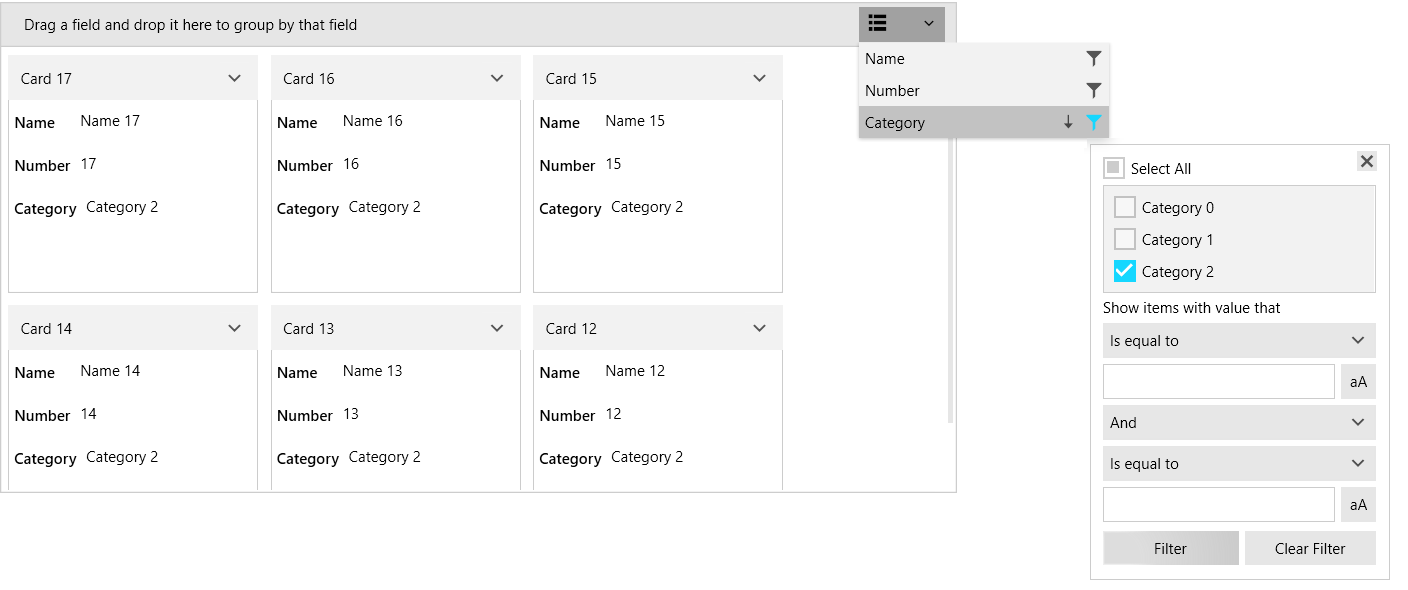 Drag a field and drop it here to group by that field
Name
Number
Category
Card 17
Name Name 17
Number 17
Category Category 2
Card 16
Name Name 16
Number 16
Category Category 2
Card 15
Name Name 15
Number 15
Category Category 2
Card 14
Name Name 14
Number 14
Category Category 2
Card 13
Name Name 13
Number 13
Category Category 2
Card 12
Name Name 12
Number 12
Category Category 2
Select All
Category 0
Category 1
Category 2
Show items with value that
Is equal to
aA
And
Is equal to
aA
Filter Clear Filter